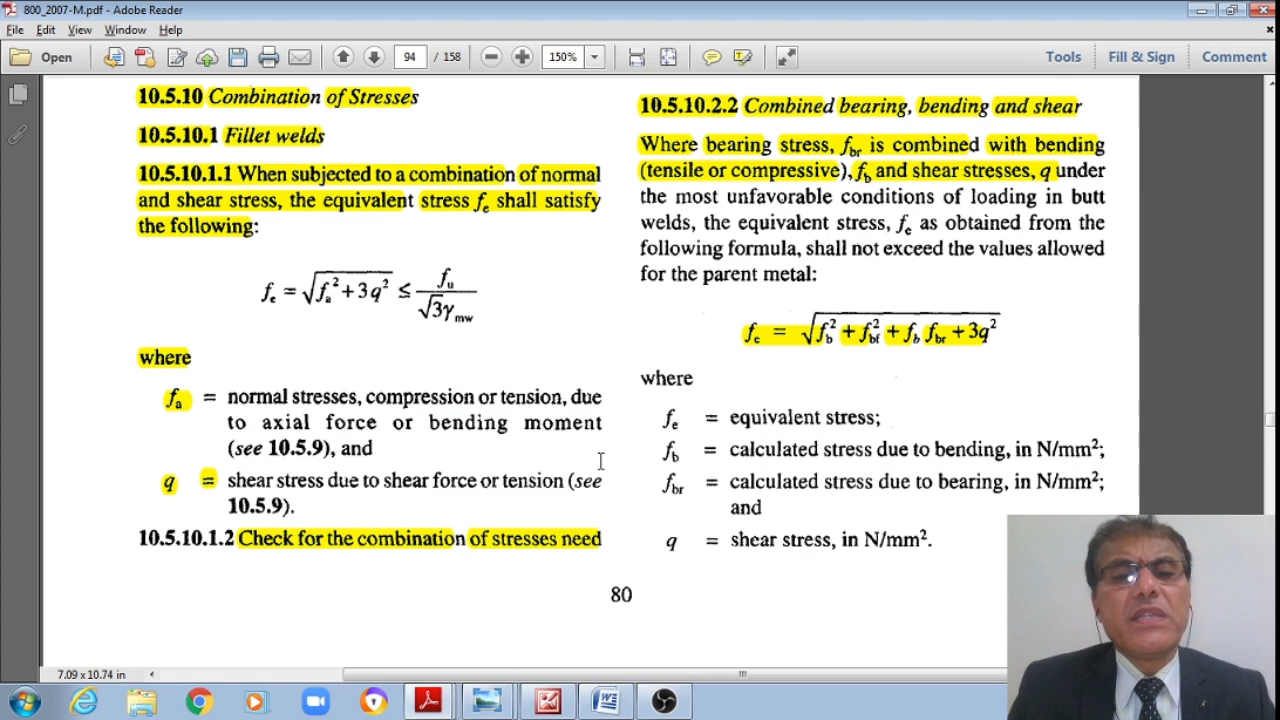 800_2007-M.pdf - Adobe Reader
File Edit View Window Help
Open 94 / 158 150% Tools Fill & Sign Comment
10.5.10 Combination of Stresses
10.5.10.1 Fillet welds
10.5.10.1.1 When subjected to a combination of normal
and shear stress, the equivalent stress fe shall satisfy
the following:
fe = √(fa² + 3q²) ≤ fu / (√3 γmw)
where
fa = normal stresses, compression or tension, due
to axial force or bending moment
(see 10.5.9), and
q = shear stress due to shear force or tension (see
10.5.9).
10.5.10.1.2 Check for the combination of stresses need
10.5.10.2.2 Combined bearing, bending and shear
Where bearing stress, fbr is combined with bending
(tensile or compressive), fb and shear stresses, q under
the most unfavorable conditions of loading in butt
welds, the equivalent stress, fe as obtained from the
following formula, shall not exceed the values allowed
for the parent metal:
fe = √(fb² + fbf² + fb fbr + 3q²)
where
fe = equivalent stress;
fb = calculated stress due to bending, in N/mm²;
fbr = calculated stress due to bearing, in N/mm²;
and
q = shear stress, in N/mm².
80
7.09 x 10.74 in